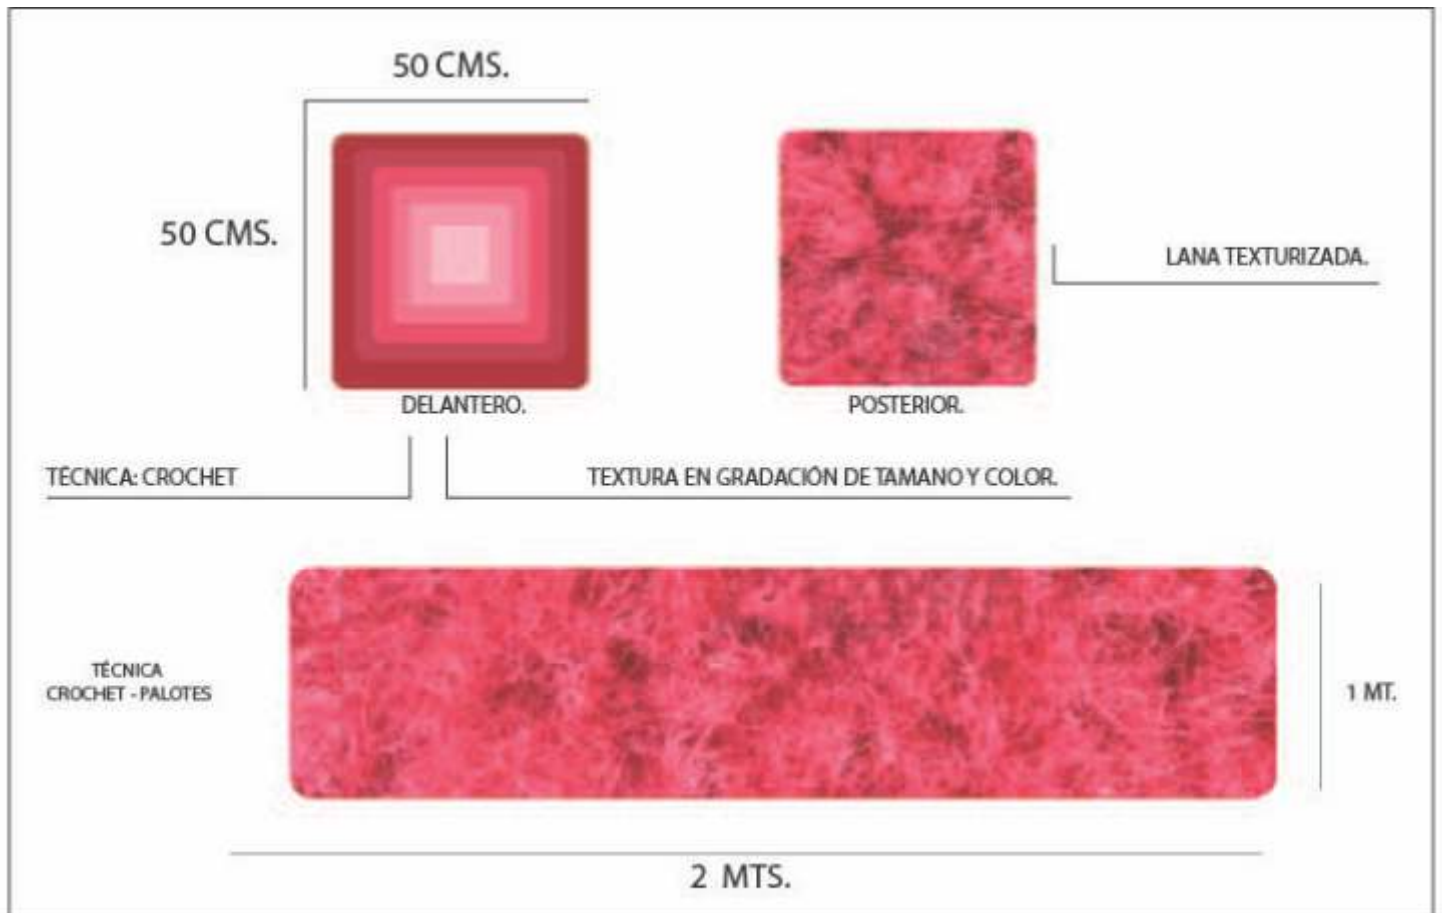 50 CMS.
50 CMS.
LANA TEXTURIZADA.
DELANTERO.
POSTERIOR.
TÉCNICA: CROCHET
TEXTURA EN GRADACIÓN DE TAMANO Y COLOR.
TÉCNICA
CROCHET - PALOTES
1 MT.
2 MTS.